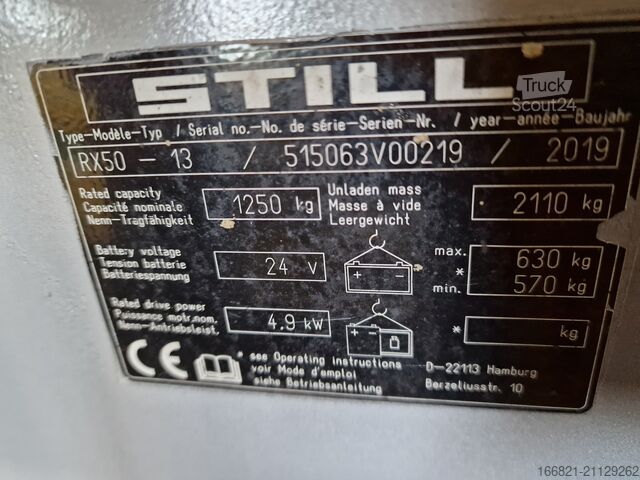 STILL
Truck
Scout24
Type-Modèle-Typ / Serial no.-No. de série-Serien-Nr. / year-année-Baujahr
RX50 - 13 / 515063V00219 / 2019
Rated capacity
Capacité nominale
Nenn-Tragfähigkeit
1250 kg
Unladen mass
Masse à vide
Leergewicht
2110 kg
Battery voltage
Tension batterie
Batteriespannung
24 V
+ -
max. 630 kg
*
min. 570 kg
Rated drive power
Puissance motr.nom.
Nenn-Antriebsleist.
4.9 kW
+ -
* kg
CE
* see Operating instructions
voir Mode d'emploi
siehe Betriebsanleitung
D-22113 Hamburg
Berzeliusstr. 10
166821-21129262